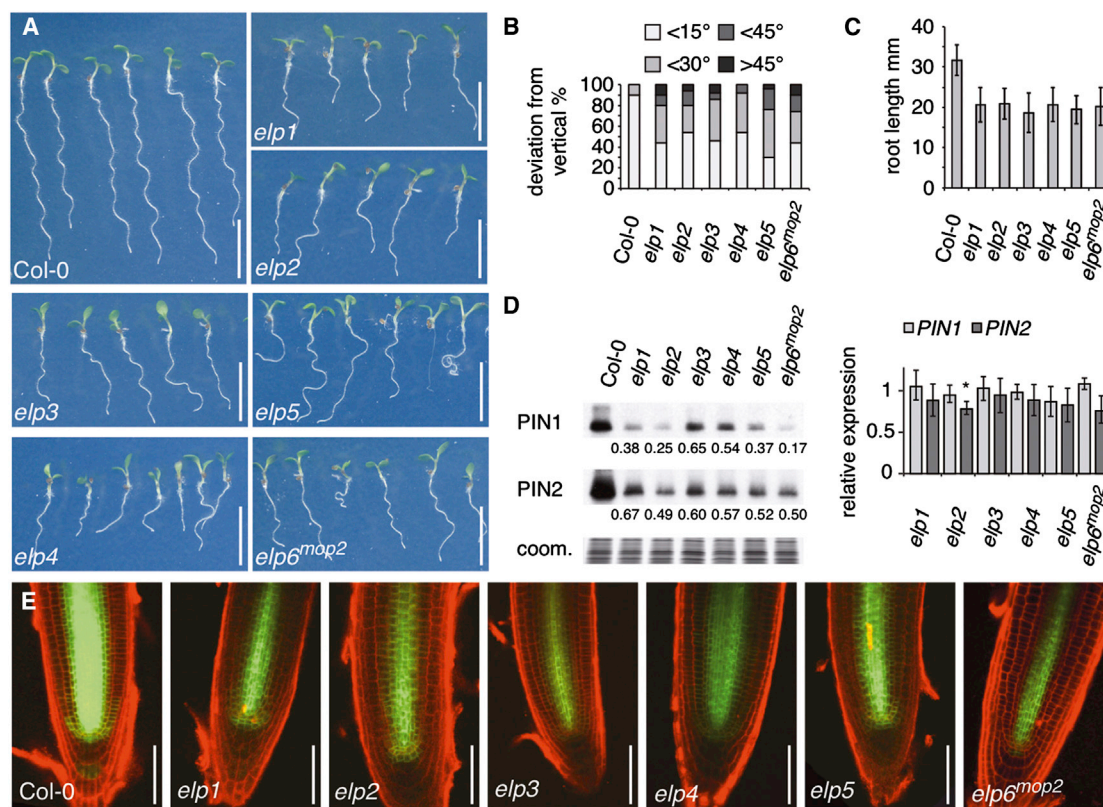 A
Col-0
elp1
elp2
elp3
elp5
elp4
elp6mop2
B
<15° <45°
<30° >45°
deviation from
vertical %
100
80
60
40
20
0
Col-0
elp1
elp2
elp3
elp4
elp5
elp6mop2
C
root length mm
40
30
20
10
0
Col-0
elp1
elp2
elp3
elp4
elp5
elp6mop2
D
Col-0
elp1
elp2
elp3
elp4
elp5
elp6mop2
PIN1
0.38 0.25 0.65 0.54 0.37 0.17
PIN2
0.67 0.49 0.60 0.57 0.52 0.50
coom.
PIN1 PIN2
relative expression
1
0.5
0
*
elp1
elp2
elp3
elp4
elp5
elp6mop2
E
Col-0
elp1
elp2
elp3
elp4
elp5
elp6mop2